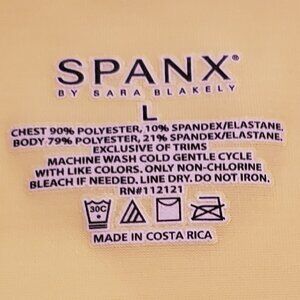 SPANX®
BY SARA BLAKELY
L
CHEST 90% POLYESTER, 10% SPANDEX/ELASTANE,
BODY 79% POLYESTER, 21% SPANDEX/ELASTANE,
EXCLUSIVE OF TRIMS
MACHINE WASH COLD GENTLE CYCLE
WITH LIKE COLORS. ONLY NON-CHLORINE
BLEACH IF NEEDED. LINE DRY. DO NOT IRON.
RN#112121
30C
MADE IN COSTA RICA